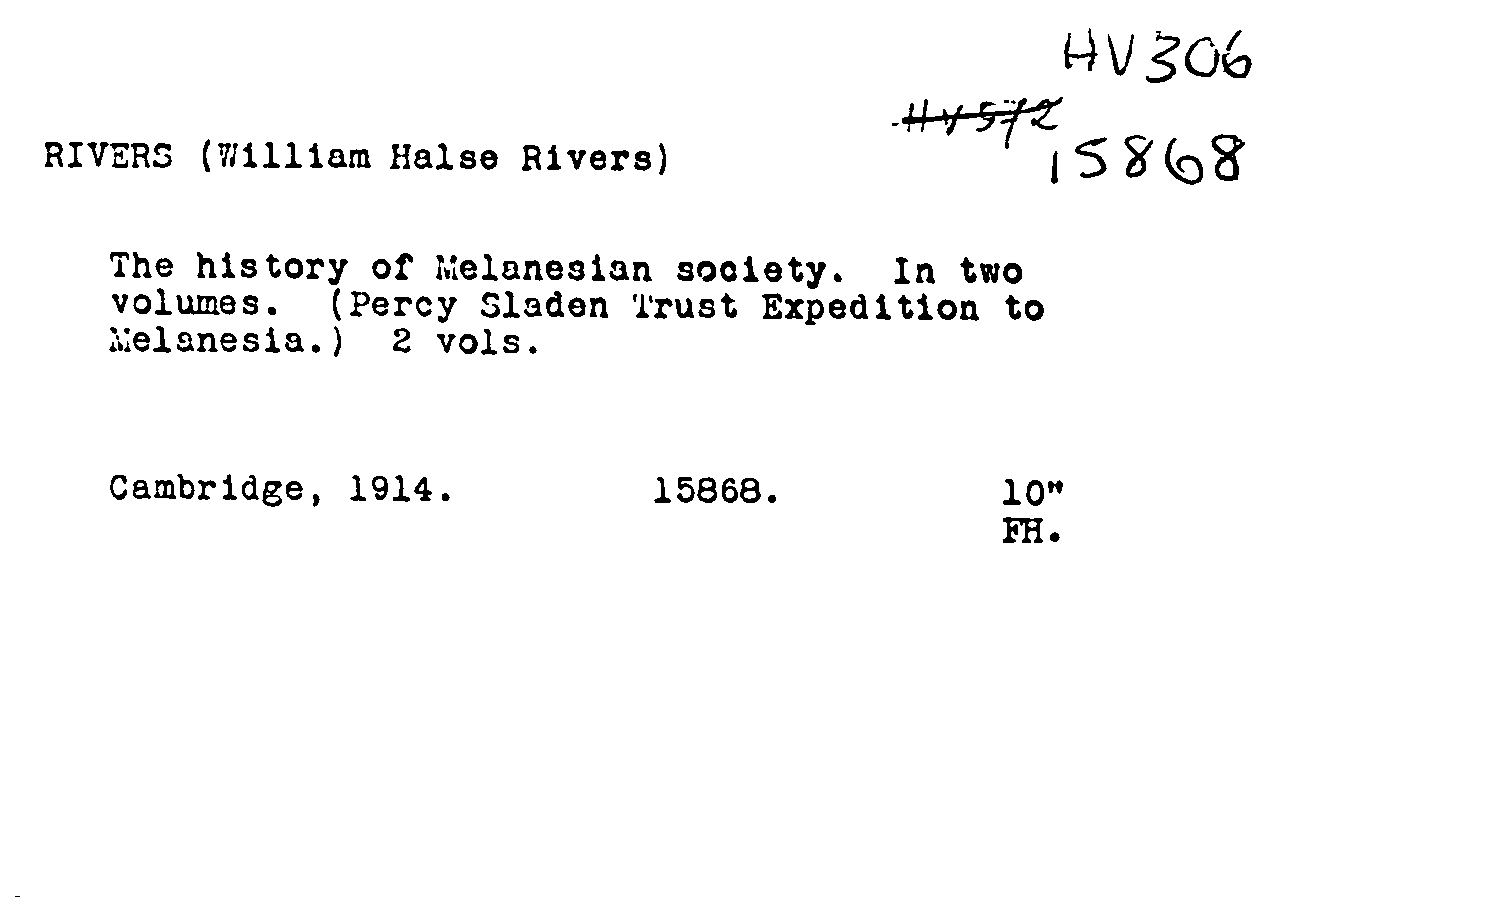 HV306
HV572
15868
RIVERS (William Halse Rivers)
The history of Melanesian society. In two
volumes. (Percy Sladen Trust Expedition to
Melanesia.) 2 vols.
Cambridge, 1914. 15868. 10"
FH.